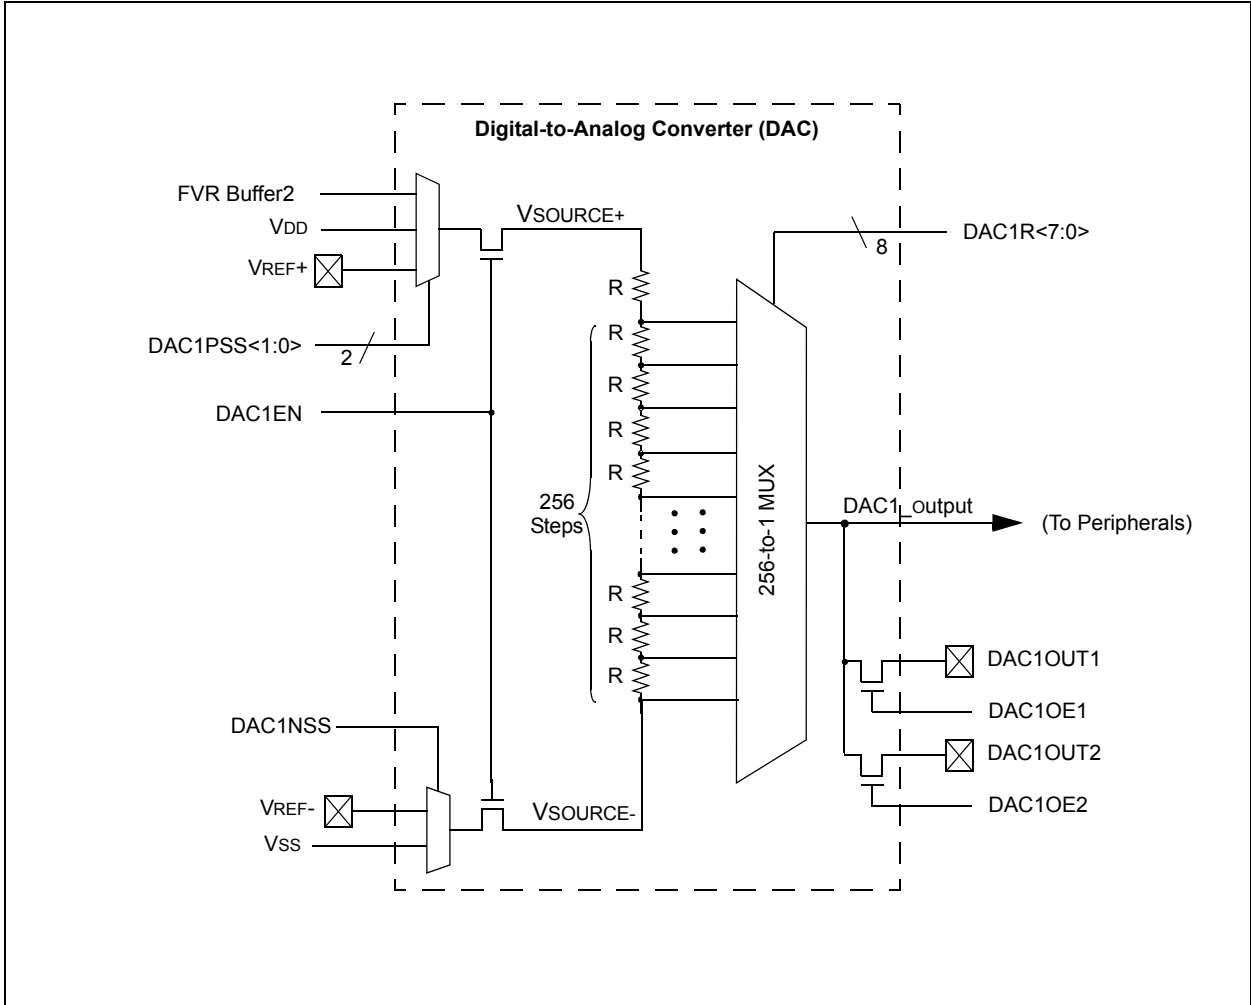 Digital-to-Analog Converter (DAC)
FVR Buffer2
VDD
VREF+
DAC1PSS<1:0>
2
DAC1EN
VSOURCE+
8
DAC1R<7:0>
R
R
R
R
R
256
Steps
R
R
R
256-to-1 MUX
DAC1_Output
(To Peripherals)
DAC1OUT1
DAC1OE1
DAC1OUT2
DAC1OE2
DAC1NSS
VREF-
VSS
VSOURCE-